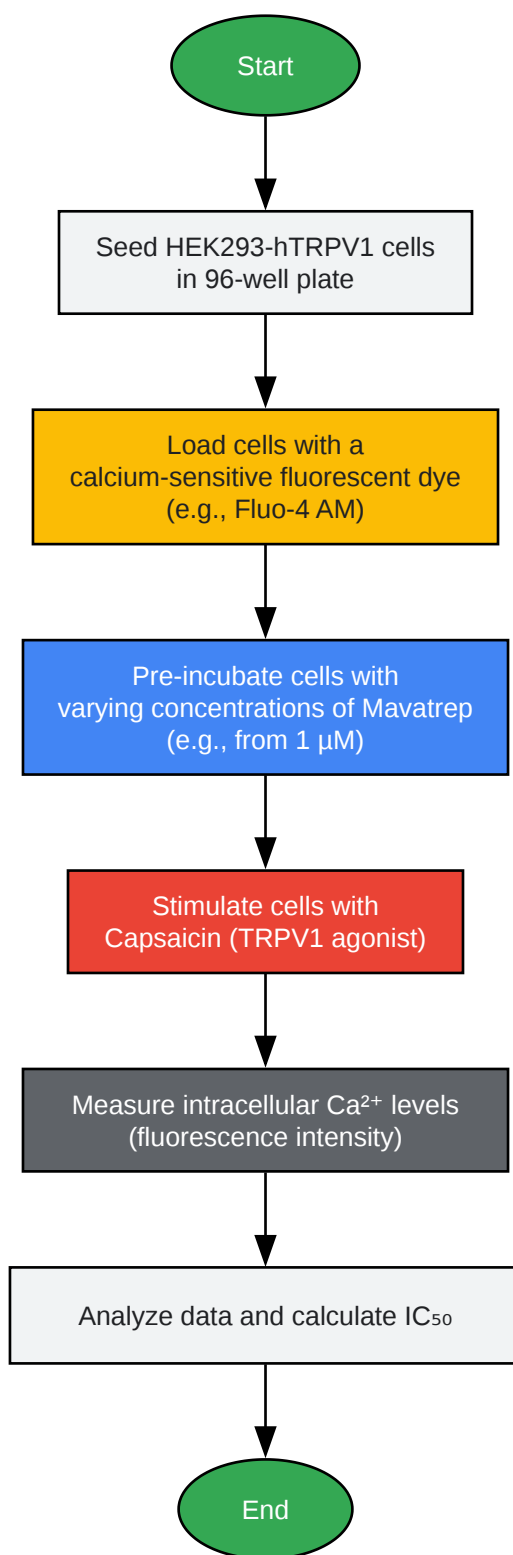 Start
Seed HEK293-hTRPV1 cells
in 96-well plate
Load cells with a
calcium-sensitive fluorescent dye
(e.g., Fluo-4 AM)
Pre-incubate cells with
varying concentrations of Mavatrep
(e.g., from 1 µM)
Stimulate cells with
Capsaicin (TRPV1 agonist)
Measure intracellular Ca²⁺ levels
(fluorescence intensity)
Analyze data and calculate IC₅₀
End